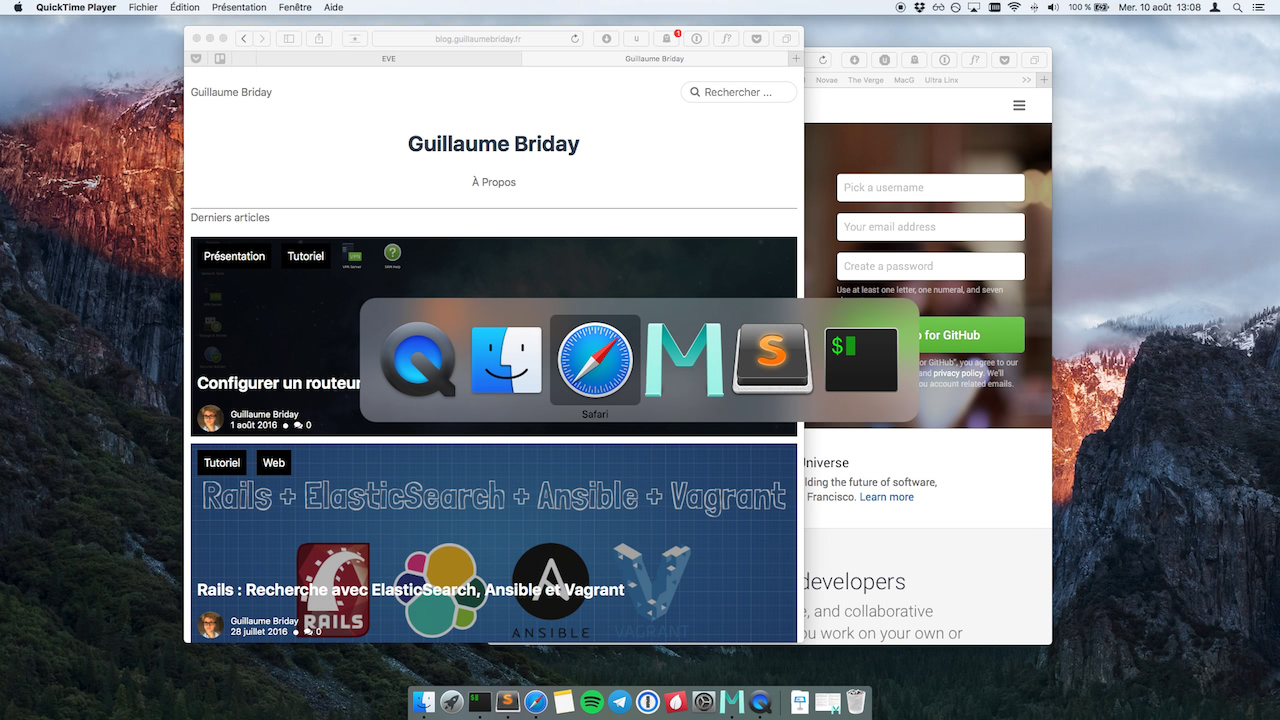 QuickTime Player Fichier Édition Présentation Fenêtre Aide
100 % Mer. 10 août 13:08
blog.guillaumebriday.fr
u
1
f?
EVE
Guillaume Briday
+
Guillaume Briday
Rechercher ...
Guillaume Briday
À Propos
Derniers articles
Présentation
Tutoriel
Configurer un routeur
Guillaume Briday
1 août 2016 ● 0
Tutoriel
Web
Rails + ElasticSearch + Ansible + Vagrant
Rails : Recherche avec ElasticSearch, Ansible et Vagrant
RAILS
ANSIBLE
VAGRANT
Guillaume Briday
28 juillet 2016 ● 0
u
f?
Novae The Verge MacG Ultra Linx >> +
Pick a username
Your email address
Create a password
Use at least one letter, one numeral, and seven
for GitHub
or GitHub", you agree to our
and privacy policy. We'll
you account related emails.
Universe
lding the future of software,
Francisco. Learn more
developers
e, and collaborative
you work on your own or
S
$
Safari